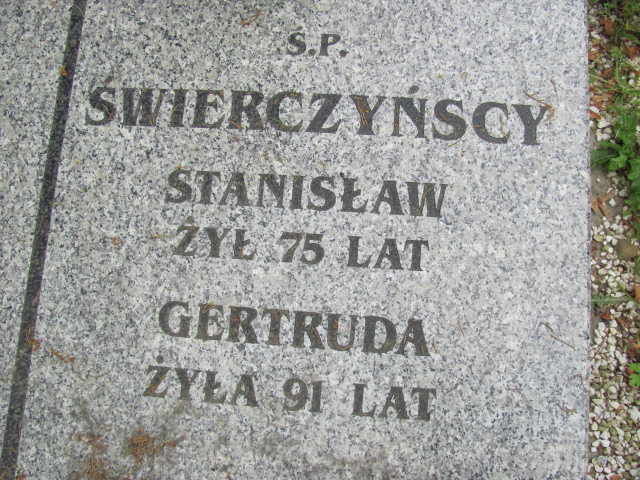 Ś.P.
ŚWIERCZYŃSCY
STANISŁAW
ŻYŁ 75 LAT
GERTRUDA
ŻYŁA 91 LAT